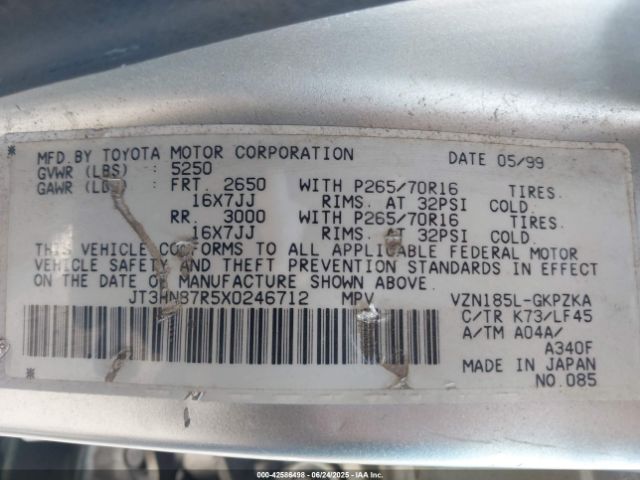 MFD.BY TOYOTA MOTOR CORPORATION DATE 05/99
GVWR (LBS) : 5250
GAWR : FRT. 2650 WITH P265/70R16 TIRES.
16X7JJ RIMS. AT 32PSI COLD.
RR. 3000 WITH P265/70R16 TIRES.
16X7JJ RIMS. AT 32PSI COLD.
THIS VEHICLE CONFORMS TO ALL APPLICABLE FEDERAL MOTOR
VEHICLE SAFETY AND THEFT PREVENTION STANDARDS IN EFFECT
ON THE DATE OF MANUFACTURE SHOWN ABOVE.
JT3HN87R5X0246712 MPV VZN185L-GKPZKA
C/TR K73/LF45
A/TM A04A/
A340F
MADE IN JAPAN
NO.085
000-42586498 - 06/24/2025 - IAAI.COM